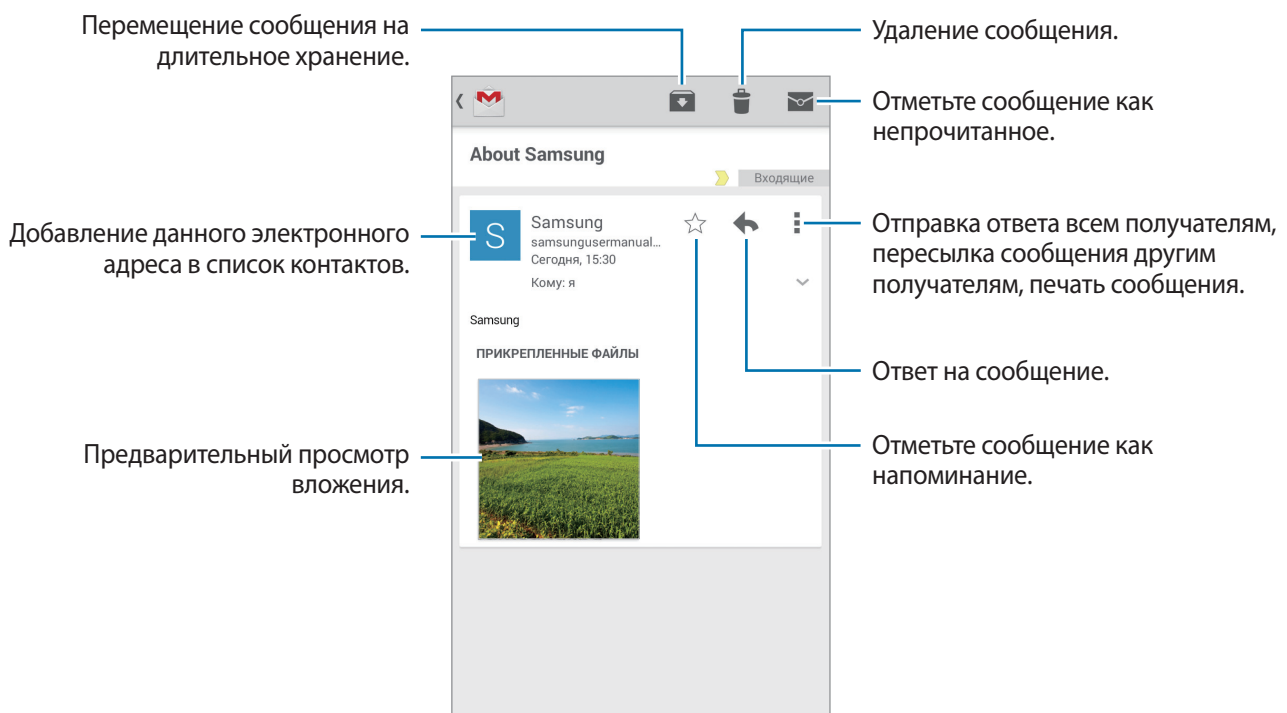 Перемещение сообщения на
длительное хранение.
Удаление сообщения.
Отметьте сообщение как
непрочитанное.
About Samsung
Входящие
Добавление данного электронного
адреса в список контактов.
S
Samsung
samsungusermanual...
Сегодня, 15:30
Кому: я
Отправка ответа всем получателям,
пересылка сообщения другим
получателям, печать сообщения.
Samsung
ПРИКРЕПЛЕННЫЕ ФАЙЛЫ
Ответ на сообщение.
Предварительный просмотр
вложения.
Отметьте сообщение как
напоминание.